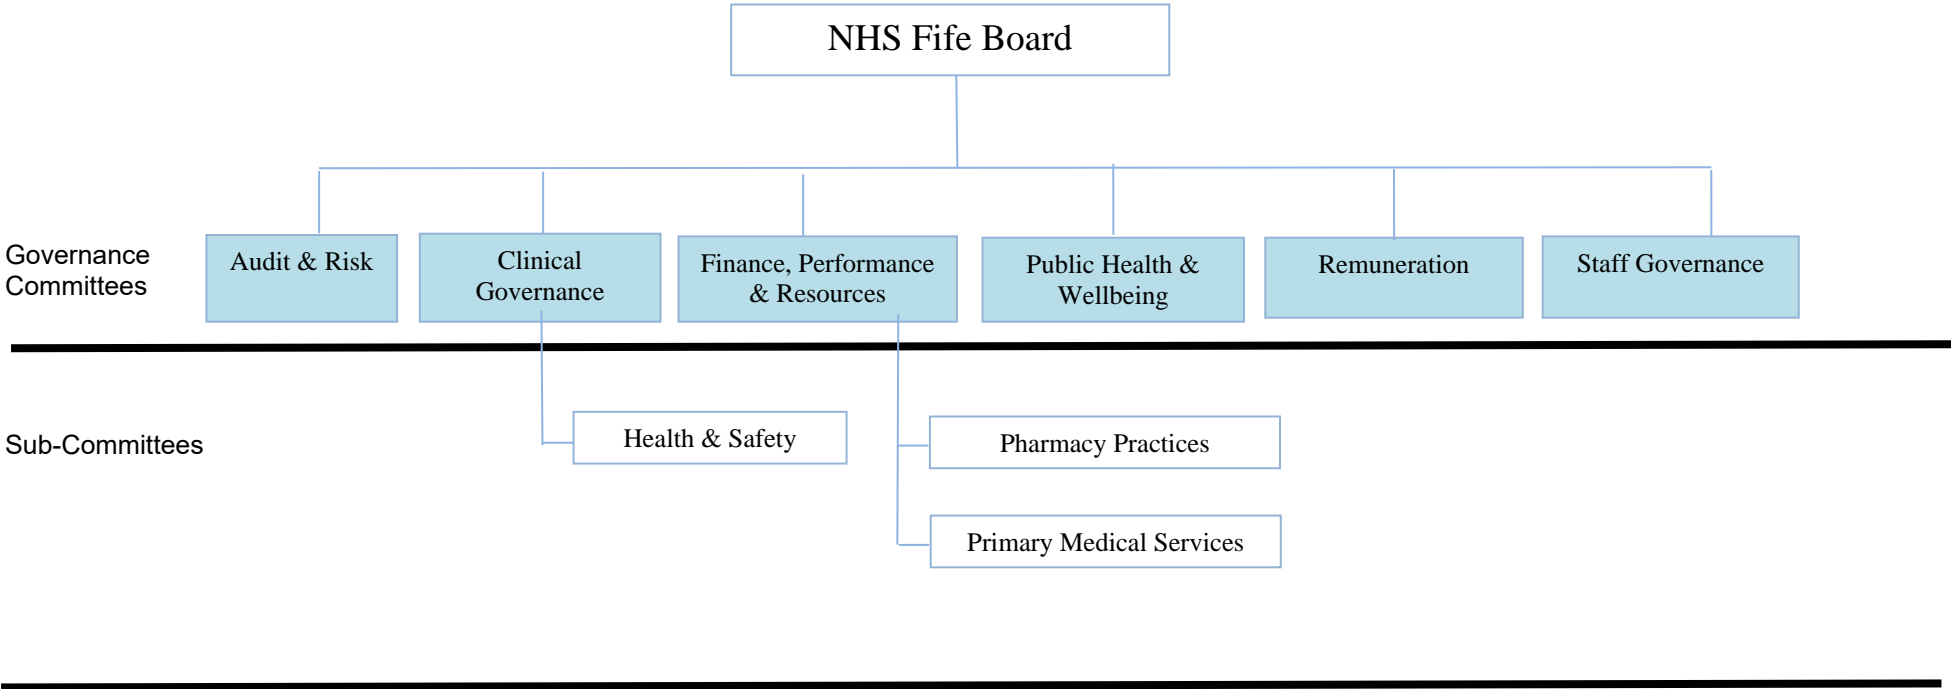 NHS Fife Board
Governance
Committees
Audit & Risk
Clinical
Governance
Finance, Performance
& Resources
Public Health &
Wellbeing
Remuneration
Staff Governance
Sub-Committees
Health & Safety
Pharmacy Practices
Primary Medical Services